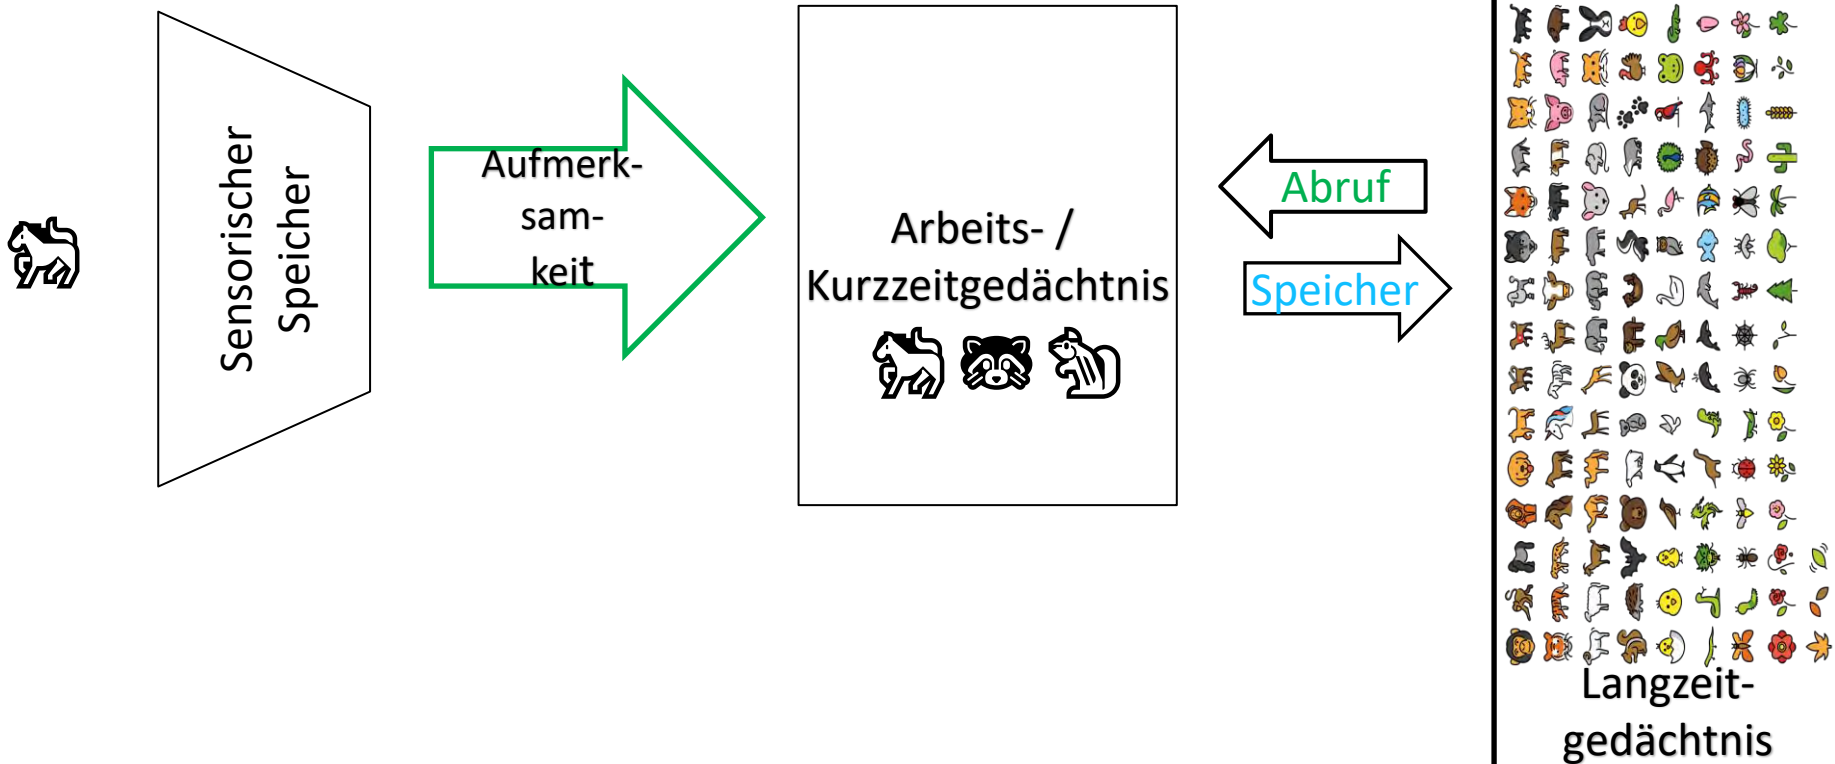 Sensorischer
Speicher
Aufmerk-
sam-
keit
Arbeits- /
Kurzzeitgedächtnis
Abruf
Speicher
Langzeit-
gedächtnis